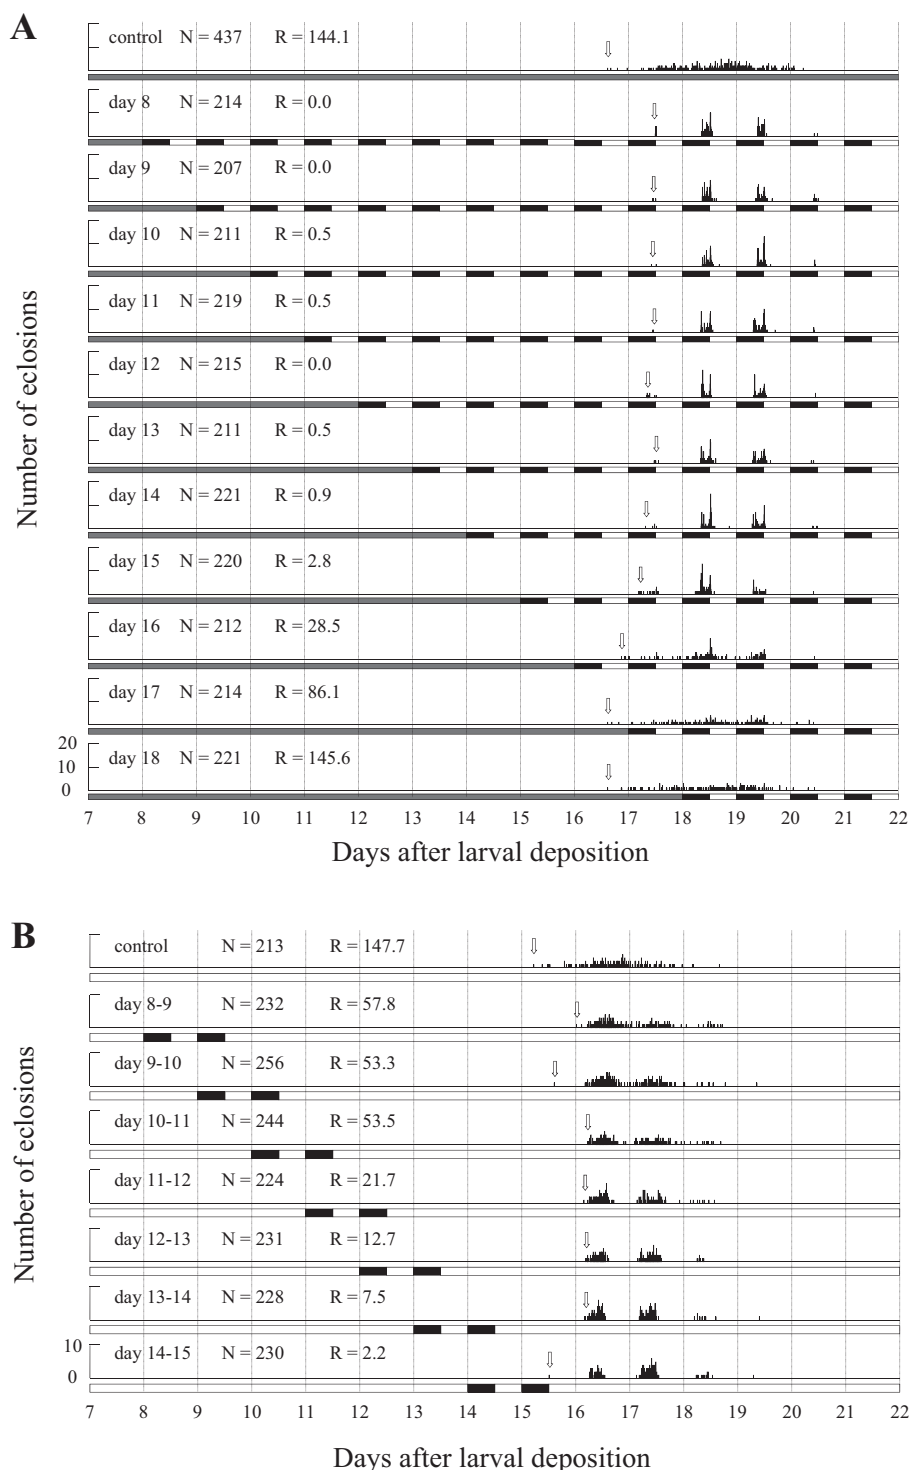 A
control N = 437 R = 144.1
day 8 N = 214 R = 0.0
day 9 N = 207 R = 0.0
day 10 N = 211 R = 0.5
day 11 N = 219 R = 0.5
day 12 N = 215 R = 0.0
day 13 N = 211 R = 0.5
day 14 N = 221 R = 0.9
day 15 N = 220 R = 2.8
day 16 N = 212 R = 28.5
day 17 N = 214 R = 86.1
day 18 N = 221 R = 145.6
20
10
0
Number of eclosions
7 8 9 10 11 12 13 14 15 16 17 18 19 20 21 22
Days after larval deposition
B
control N = 213 R = 147.7
day 8-9 N = 232 R = 57.8
day 9-10 N = 256 R = 53.3
day 10-11 N = 244 R = 53.5
day 11-12 N = 224 R = 21.7
day 12-13 N = 231 R = 12.7
day 13-14 N = 228 R = 7.5
day 14-15 N = 230 R = 2.2
10
0
Number of eclosions
7 8 9 10 11 12 13 14 15 16 17 18 19 20 21 22
Days after larval deposition